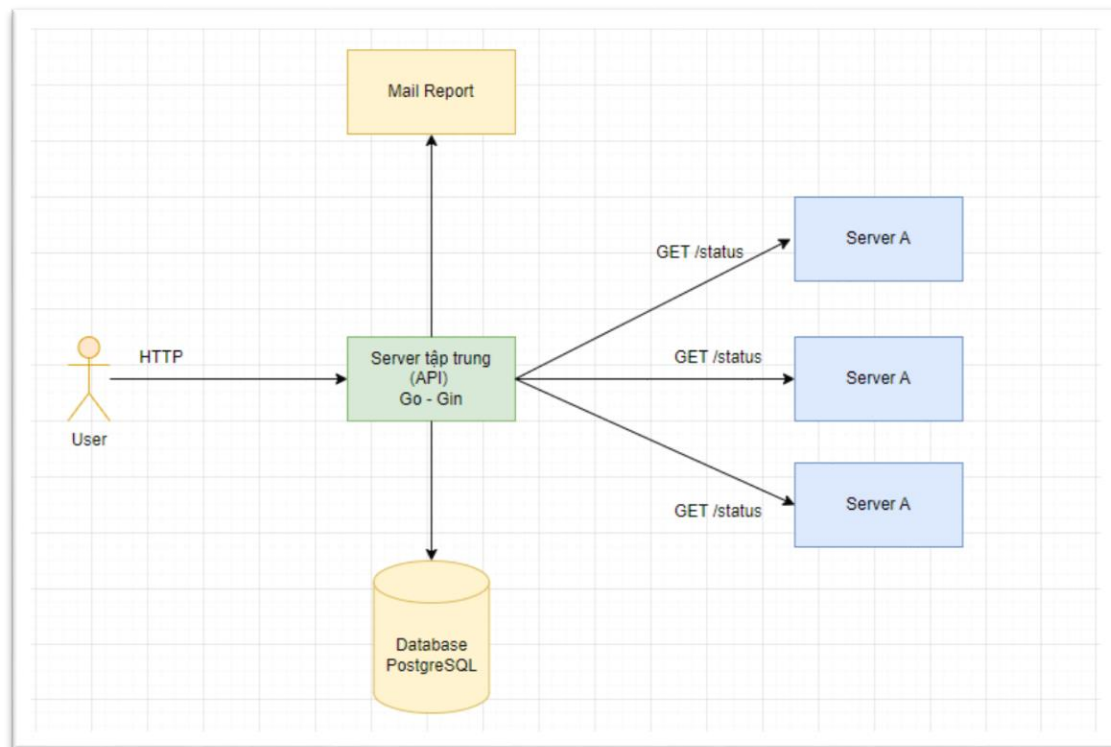 Mail Report
GET /status
Server A
HTTP
Server tập trung
(API)
Go - Gin
GET /status
Server A
User
GET /status
Server A
Database
PostgreSQL